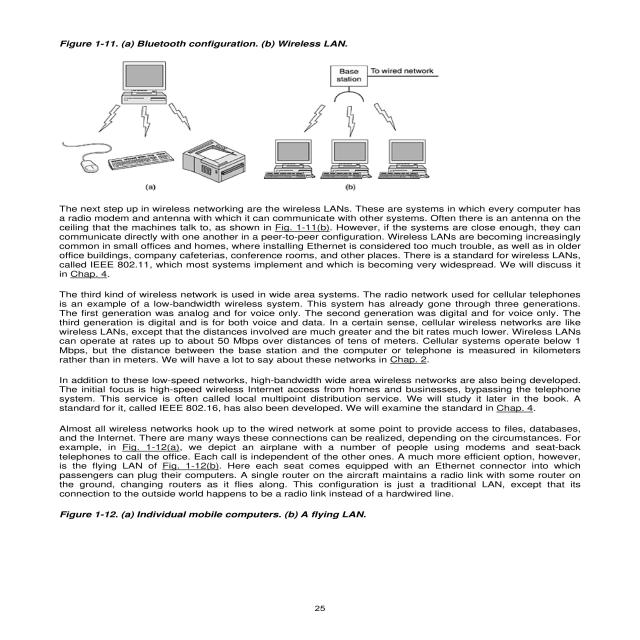 Figure 1-11. (a) Bluetooth configuration. (b) Wireless LAN.
Base
station
To wired network
(a)
(b)
The next step up in wireless networking are the wireless LANs. These are systems in which every computer has
a radio modem and antenna with which it can communicate with other systems. Often there is an antenna on the
ceiling that the machines talk to, as shown in Fig. 1-11(b). However, if the systems are close enough, they can
communicate directly with one another in a peer-to-peer configuration. Wireless LANs are becoming increasingly
common in small offices and homes, where installing Ethernet is considered too much trouble, as well as in older
office buildings, company cafeterias, conference rooms, and other places. There is a standard for wireless LANs,
called IEEE 802.11, which most systems implement and which is becoming very widespread. We will discuss it
in Chap. 4.
The third kind of wireless network is used in wide area systems. The radio network used for cellular telephones
is an example of a low-bandwidth wireless system. This system has already gone through three generations.
The first generation was analog and for voice only. The second generation was digital and for voice only. The
third generation is digital and is for both voice and data. In a certain sense, cellular wireless networks are like
wireless LANs, except that the distances involved are much greater and the bit rates much lower. Wireless LANs
can operate at rates up to about 50 Mbps over distances of tens of meters. Cellular systems operate below 1
Mbps, but the distance between the base station and the computer or telephone is measured in kilometers
rather than in meters. We will have a lot to say about these networks in Chap. 2.
In addition to these low-speed networks, high-bandwidth wide area wireless networks are also being developed.
The initial focus is high-speed wireless Internet access from homes and businesses, bypassing the telephone
system. This service is often called local multipoint distribution service. We will study it later in the book. A
standard for it, called IEEE 802.16, has also been developed. We will examine the standard in Chap. 4.
Almost all wireless networks hook up to the wired network at some point to provide access to files, databases,
and the Internet. There are many ways these connections can be realized, depending on the circumstances. For
example, in Fig. 1-12(a), we depict an airplane with a number of people using modems and seat-back
telephones to call the office. Each call is independent of the other ones. A much more efficient option, however,
is the flying LAN of Fig. 1-12(b). Here each seat comes equipped with an Ethernet connector into which
passengers can plug their computers. A single router on the aircraft maintains a radio link with some router on
the ground, changing routers as it flies along. This configuration is just a traditional LAN, except that its
connection to the outside world happens to be a radio link instead of a hardwired line.
Figure 1-12. (a) Individual mobile computers. (b) A flying LAN.
25